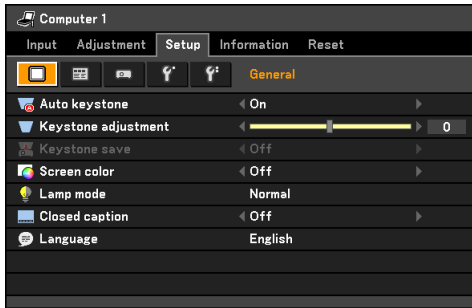 Computer 1
Input Adjustment Setup Information Reset
General
Auto keystone On
Keystone adjustment 0
Keystone save Off
Screen color Off
Lamp mode Normal
Closed caption Off
Language English